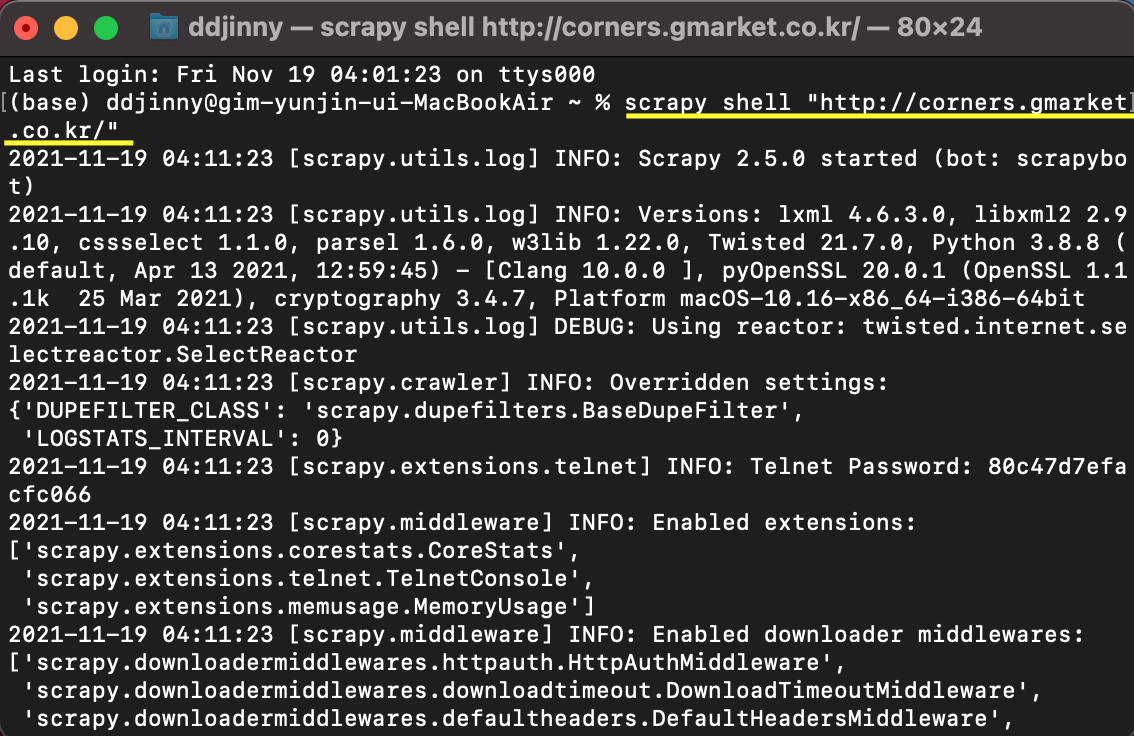 ddjinny — scrapy shell http://corners.gmarket.co.kr/ — 80×24
Last login: Fri Nov 19 04:01:23 on ttys000
[(base) ddjinny@gim-yunjin-ui-MacBookAir ~ % scrapy shell "http://corners.gmarket]
.co.kr/"
2021-11-19 04:11:23 [scrapy.utils.log] INFO: Scrapy 2.5.0 started (bot: scrapybo
t)
2021-11-19 04:11:23 [scrapy.utils.log] INFO: Versions: lxml 4.6.3.0, libxml2 2.9
.10, cssselect 1.1.0, parsel 1.6.0, w3lib 1.22.0, Twisted 21.7.0, Python 3.8.8 (
default, Apr 13 2021, 12:59:45) - [Clang 10.0.0 ], pyOpenSSL 20.0.1 (OpenSSL 1.1
.1k  25 Mar 2021), cryptography 3.4.7, Platform macOS-10.16-x86_64-i386-64bit
2021-11-19 04:11:23 [scrapy.utils.log] DEBUG: Using reactor: twisted.internet.se
lectreactor.SelectReactor
2021-11-19 04:11:23 [scrapy.crawler] INFO: Overridden settings:
{'DUPEFILTER_CLASS': 'scrapy.dupefilters.BaseDupeFilter',
 'LOGSTATS_INTERVAL': 0}
2021-11-19 04:11:23 [scrapy.extensions.telnet] INFO: Telnet Password: 80c47d7efa
cfc066
2021-11-19 04:11:23 [scrapy.middleware] INFO: Enabled extensions:
['scrapy.extensions.corestats.CoreStats',
 'scrapy.extensions.telnet.TelnetConsole',
 'scrapy.extensions.memusage.MemoryUsage']
2021-11-19 04:11:23 [scrapy.middleware] INFO: Enabled downloader middlewares:
['scrapy.downloadermiddlewares.httpauth.HttpAuthMiddleware',
 'scrapy.downloadermiddlewares.downloadtimeout.DownloadTimeoutMiddleware',
 'scrapy.downloadermiddlewares.defaultheaders.DefaultHeadersMiddleware',